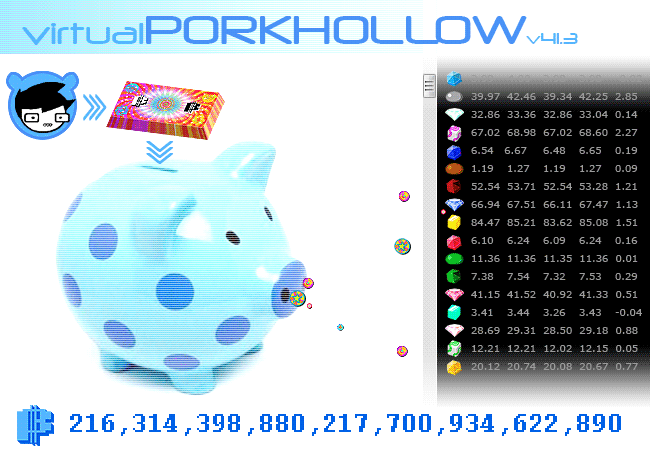 virtualPORKHOLLOW v41.3
39.97 42.46 39.34 42.25 2.85
32.86 33.36 32.86 33.04 0.14
67.02 68.98 67.02 68.60 2.27
6.54 6.67 6.48 6.65 0.19
1.19 1.27 1.19 1.27 0.09
52.54 53.71 52.54 53.28 1.21
66.94 67.51 66.11 67.47 1.13
84.47 85.21 83.62 85.08 1.51
6.10 6.24 6.09 6.24 0.16
11.36 11.36 11.35 11.36 0.01
7.38 7.54 7.32 7.53 0.29
41.15 41.52 40.92 41.33 0.51
3.41 3.44 3.26 3.43 -0.04
28.69 29.31 28.50 29.18 0.88
12.21 12.21 12.02 12.15 0.05
20.12 20.74 20.08 20.67 0.77
216,314,398,880,217,700,934,622,890